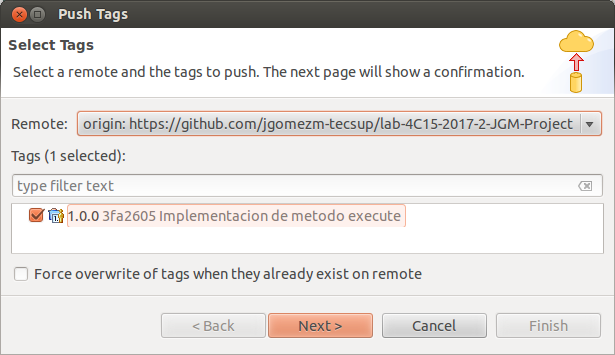 Push Tags
Select Tags
Select a remote and the tags to push. The next page will show a confirmation.
Remote: origin: https://github.com/jgomezm-tecsup/lab-4C15-2017-2-JGM-Project
Tags (1 selected):
type filter text
1.0.0 3fa2605 Implementacion de metodo execute
Force overwrite of tags when they already exist on remote
< Back Next > Cancel Finish